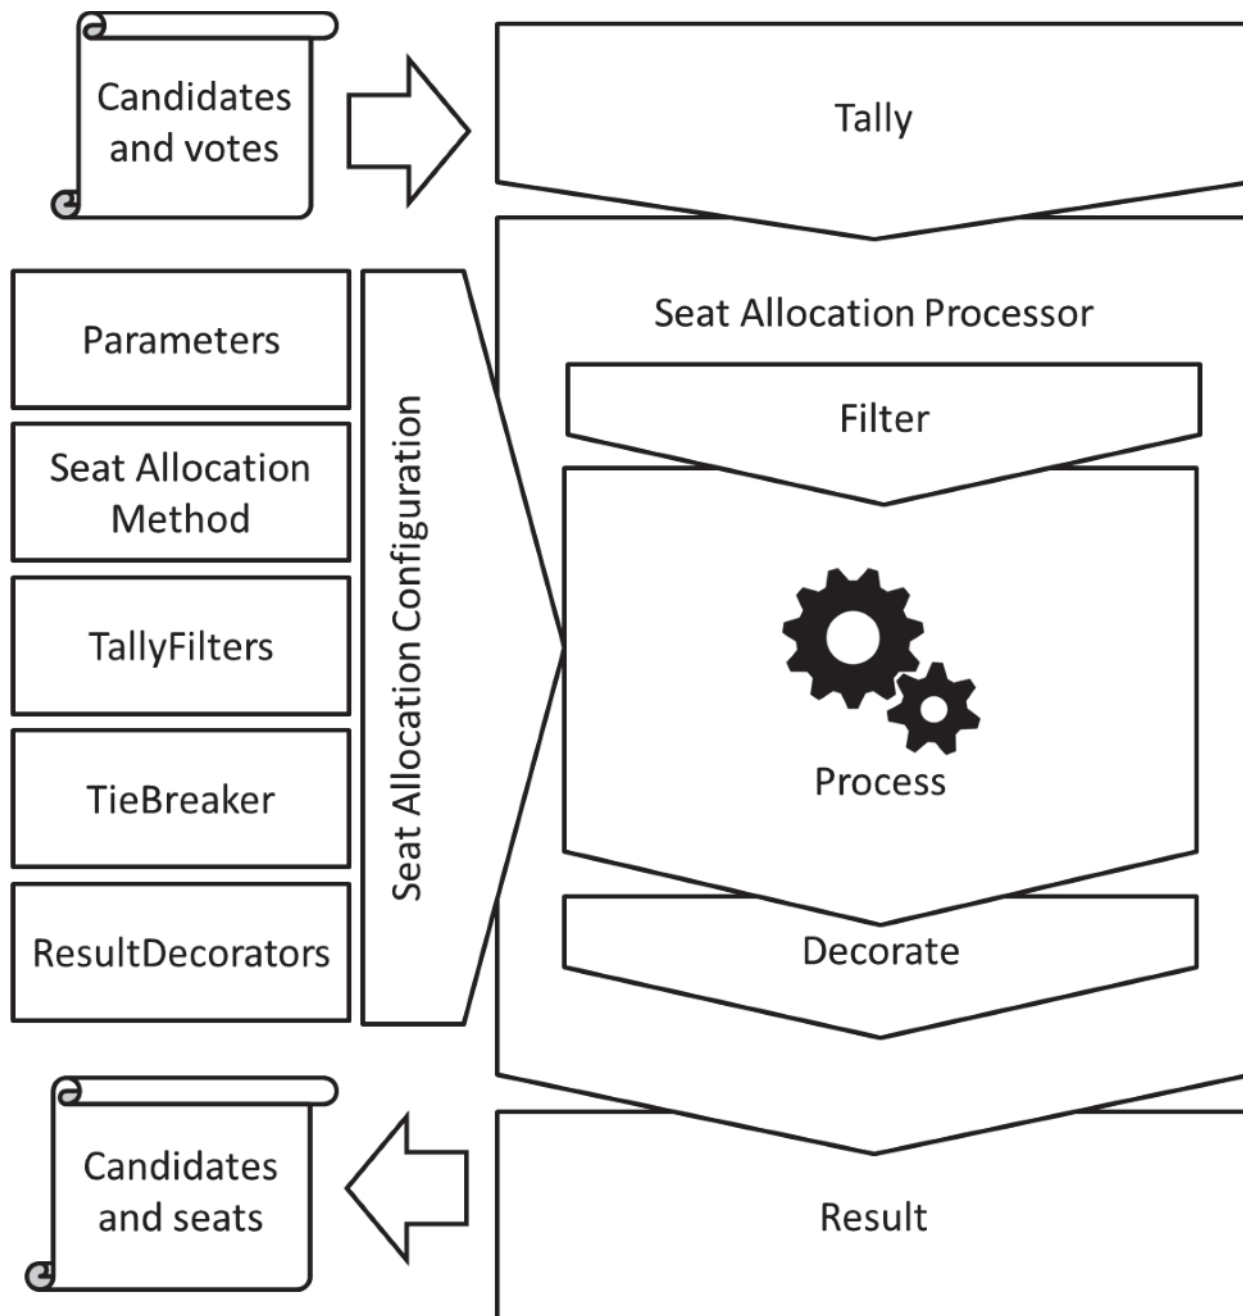 Candidates
and votes
Tally
Parameters
Seat Allocation
Method
TallyFilters
TieBreaker
ResultDecorators
Seat Allocation Configuration
Seat Allocation Processor
Filter
Process
Decorate
Candidates
and seats
Result